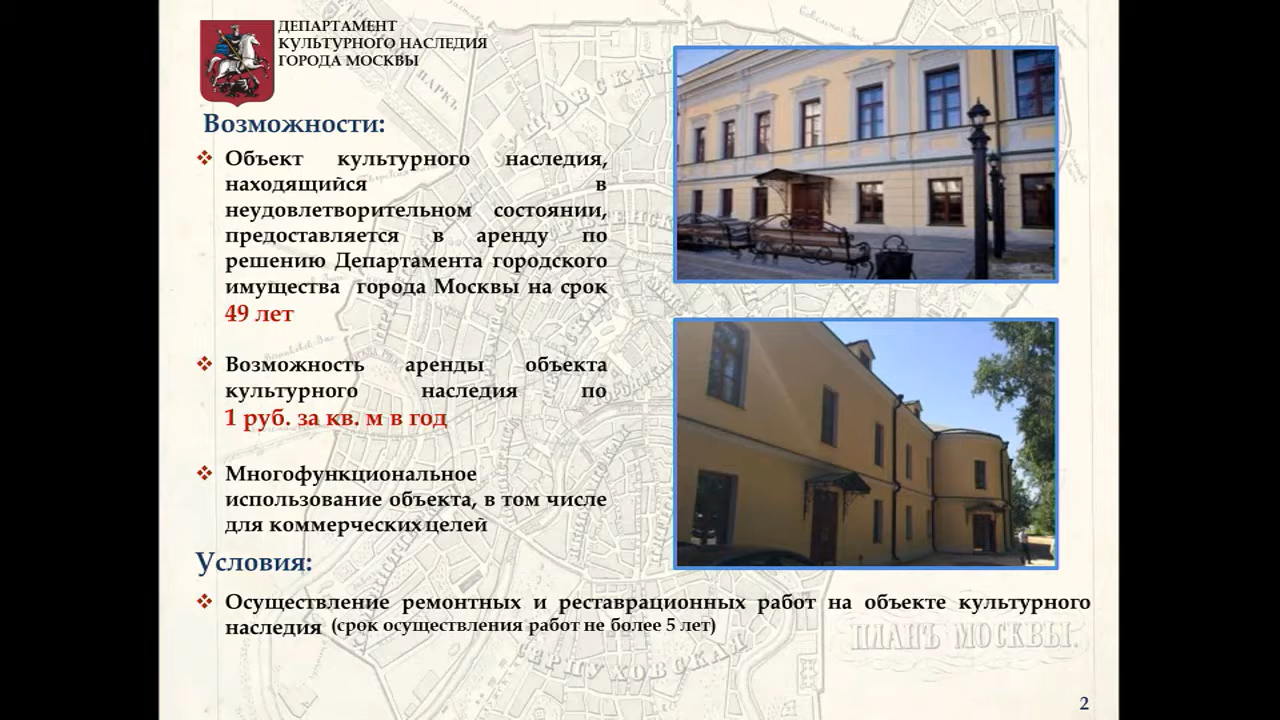 ДЕПАРТАМЕНТ
КУЛЬТУРНОГО НАСЛЕДИЯ
ГОРОДА МОСКВЫ
Возможности:
Объект культурного наследия,
находящийся в
неудовлетворительном состоянии,
предоставляется в аренду по
решению Департамента городского
имущества города Москвы на срок
49 лет
Возможность аренды объекта
культурного наследия по
1 руб. за кв. м в год
Многофункциональное
использование объекта, в том числе
для коммерческих целей
Условия:
Осуществление ремонтных и реставрационных работ на объекте культурного
наследия (срок осуществления работ не более 5 лет)
ПЛАНЪ МОСКВЫ.
СЕРПУХОВСКАЯ
2